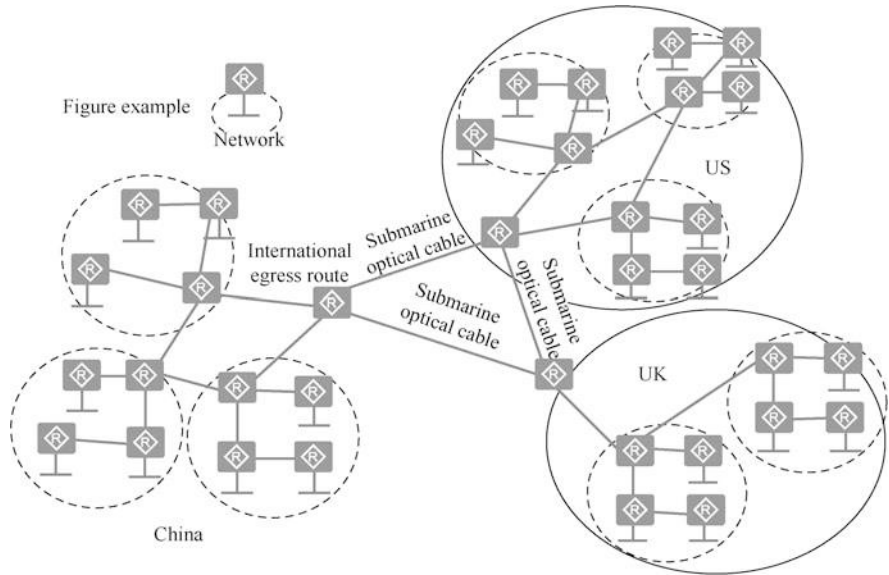 Figure example
R
Network
R
R
R
R
R
R
R
R
US
R
R
R
R
R
R
R
R
R
R
International
egress route
R
Submarine
optical cable
Submarine
optical cable
Submarine
optical cable
R
R
R
R
R
R
R
R
R
R
China
UK
R
R
R
R
R
R
R
R
R